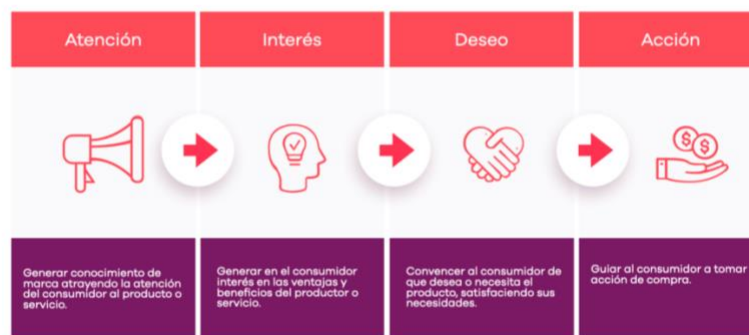 Atención
Interés
Deseo
Acción
$
$
Generar conocimiento de
marca atrayendo la atención
del consumidor al producto o
servicio.
Generar en el consumidor
interés en las ventajas y
beneficios del productor o
servicio.
Convencer al consumidor de
que desea o necesita el
producto, satisfaciendo sus
necesidades.
Guiar al consumidor a tomar
acción de compra.